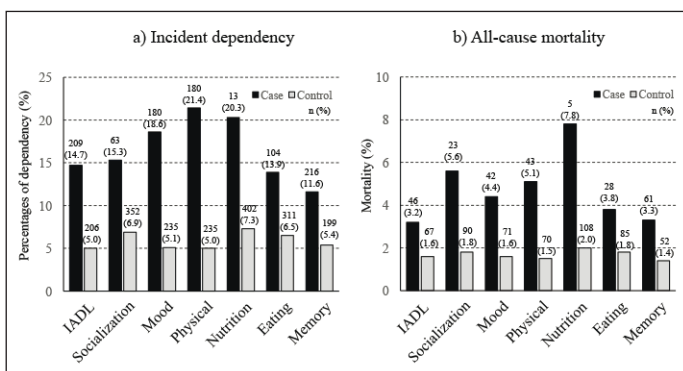 a) Incident dependency
Percentages of dependency (%)
25
20
15
10
5
0
Case
Control
n (%)
209
(14.7)
206
(5.0)
63
(15.3)
352
(6.9)
180
(18.6)
235
(5.1)
180
(21.4)
235
(5.0)
13
(20.3)
402
(7.3)
104
(13.9)
311
(6.5)
216
(11.6)
199
(5.4)
IADL
Socialization
Mood
Physical
Nutrition
Eating
Memory
b) All-cause mortality
Mortality (%)
10
8
6
4
2
0
Case
Control
n (%)
46
(3.2)
67
(1.6)
23
(5.6)
90
(1.8)
42
(4.4)
71
(1.6)
43
(5.1)
70
(1.5)
5
(7.8)
108
(2.0)
28
(3.8)
85
(1.8)
61
(3.3)
52
(1.4)
IADL
Socialization
Mood
Physical
Nutrition
Eating
Memory